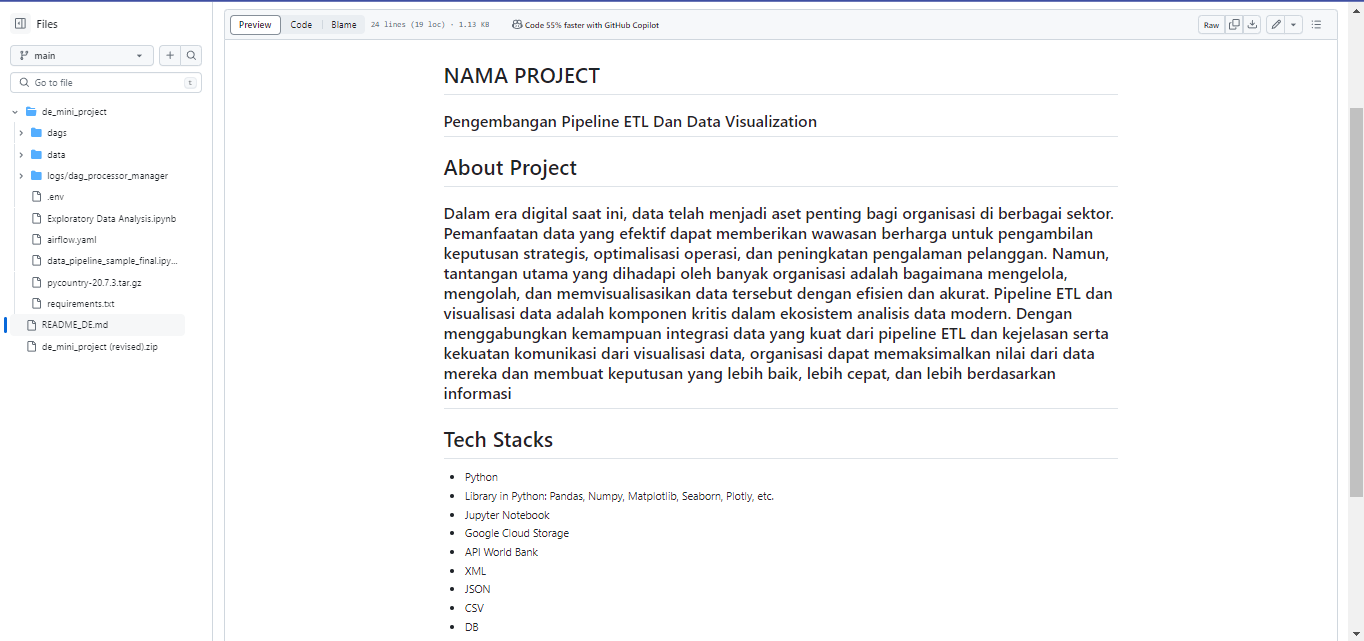 Files
main
Go to file
t
de_mini_project
dags
data
logs/dag_processor_manager
.env
Exploratory Data Analysis.ipynb
airflow.yaml
data_pipeline_sample_final.ipy...
pycountry-20.7.3.tar.gz
requirements.txt
README_DE.md
de_mini_project (revised).zip
Preview Code Blame 24 lines (19 loc) · 1.13 KB Code 55% faster with GitHub Copilot Raw
NAMA PROJECT
Pengembangan Pipeline ETL Dan Data Visualization
About Project
Dalam era digital saat ini, data telah menjadi aset penting bagi organisasi di berbagai sektor.
Pemanfaatan data yang efektif dapat memberikan wawasan berharga untuk pengambilan
keputusan strategis, optimalisasi operasi, dan peningkatan pengalaman pelanggan. Namun,
tantangan utama yang dihadapi oleh banyak organisasi adalah bagaimana mengelola,
mengolah, dan memvisualisasikan data tersebut dengan efisien dan akurat. Pipeline ETL dan
visualisasi data adalah komponen kritis dalam ekosistem analisis data modern. Dengan
menggabungkan kemampuan integrasi data yang kuat dari pipeline ETL dan kejelasan serta
kekuatan komunikasi dari visualisasi data, organisasi dapat memaksimalkan nilai dari data
mereka dan membuat keputusan yang lebih baik, lebih cepat, dan lebih berdasarkan
informasi
Tech Stacks
Python
Library in Python: Pandas, Numpy, Matplotlib, Seaborn, Plotly, etc.
Jupyter Notebook
Google Cloud Storage
API World Bank
XML
JSON
CSV
DB